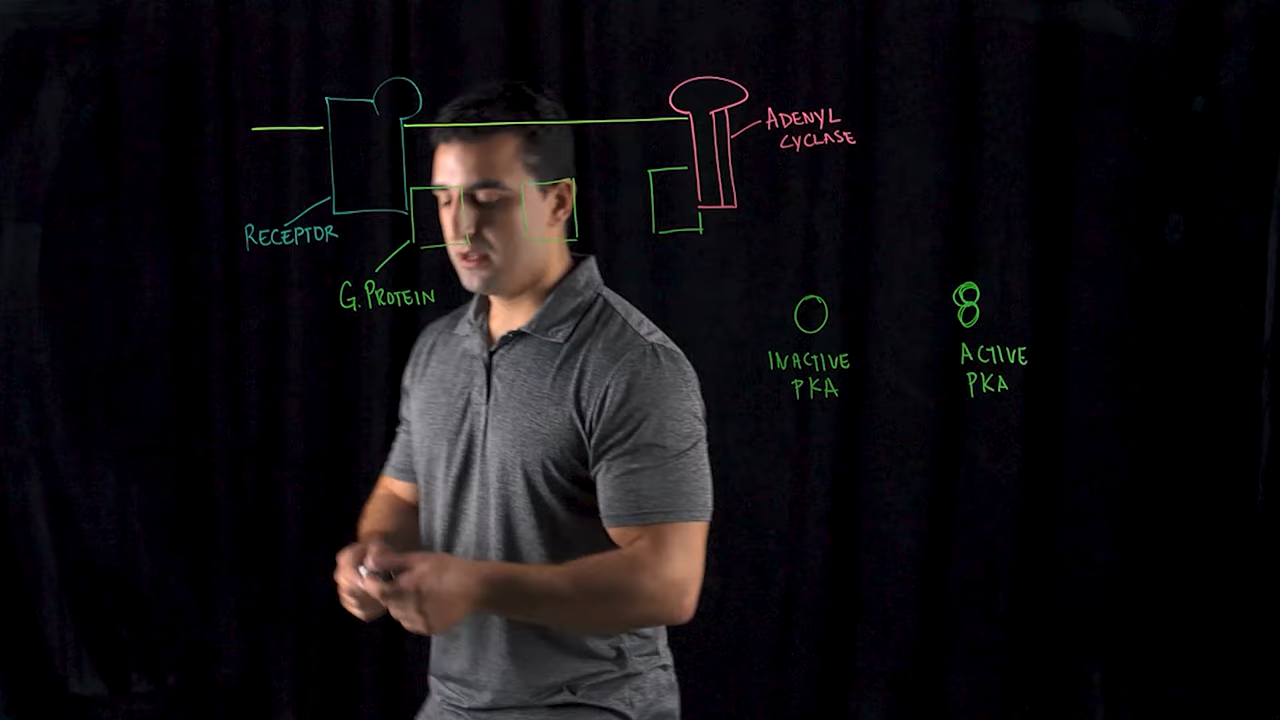 ADENYL
CYCLASE
RECEPTOR
G. PROTEIN
INACTIVE
PKA
ACTIVE
PKA